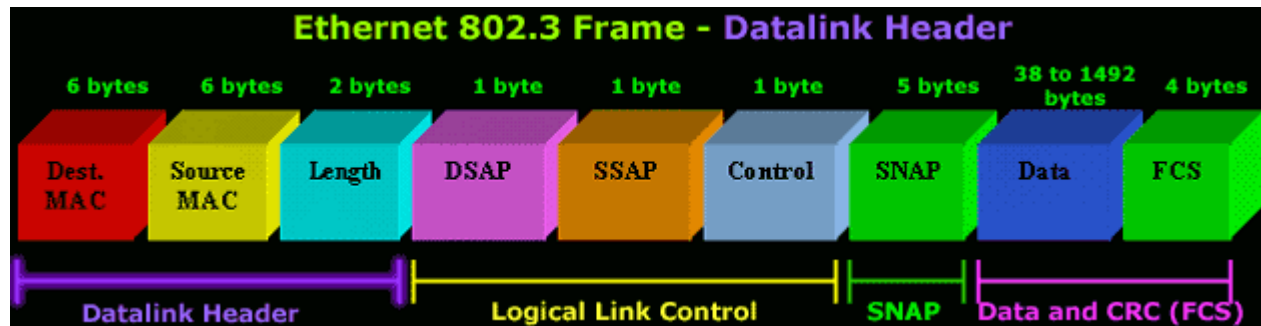 Ethernet 802.3 Frame - Datalink Header
6 bytes 6 bytes 2 bytes 1 byte 1 byte 1 byte 5 bytes 38 to 1492 bytes 4 bytes
Dest. MAC Source MAC Length DSAP SSAP Control SNAP Data FCS
Datalink Header Logical Link Control SNAP Data and CRC (FCS)